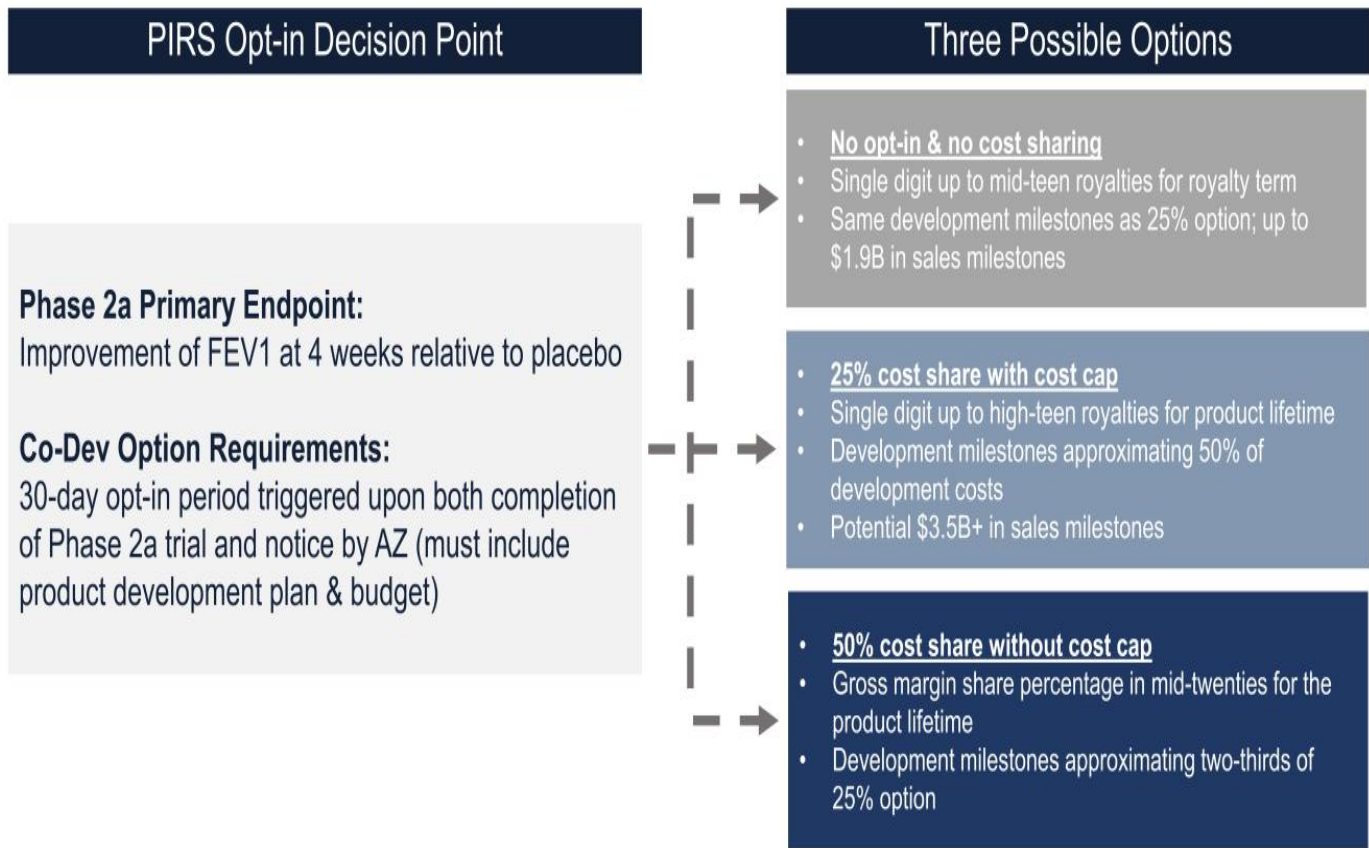 PIRS Opt-in Decision Point
Phase 2a Primary Endpoint:
Improvement of FEV1 at 4 weeks relative to placebo
Co-Dev Option Requirements:
30-day opt-in period triggered upon both completion
of Phase 2a trial and notice by AZ (must include
product development plan & budget)
Three Possible Options
• No opt-in & no cost sharing
• Single digit up to mid-teen royalties for royalty term
• Same development milestones as 25% option; up to
$1.9B in sales milestones
• 25% cost share with cost cap
• Single digit up to high-teen royalties for product lifetime
• Development milestones approximating 50% of
development costs
• Potential $3.5B+ in sales milestones
• 50% cost share without cost cap
• Gross margin share percentage in mid-twenties for the
product lifetime
• Development milestones approximating two-thirds of
25% option